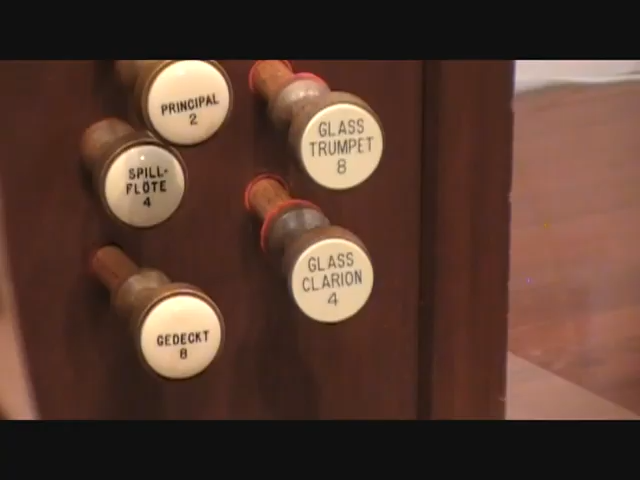 PRINCIPAL
2
GLASS
TRUMPET
8
SPILL-
FLÖTE
4
GLASS
CLARION
4
GEDECKT
8